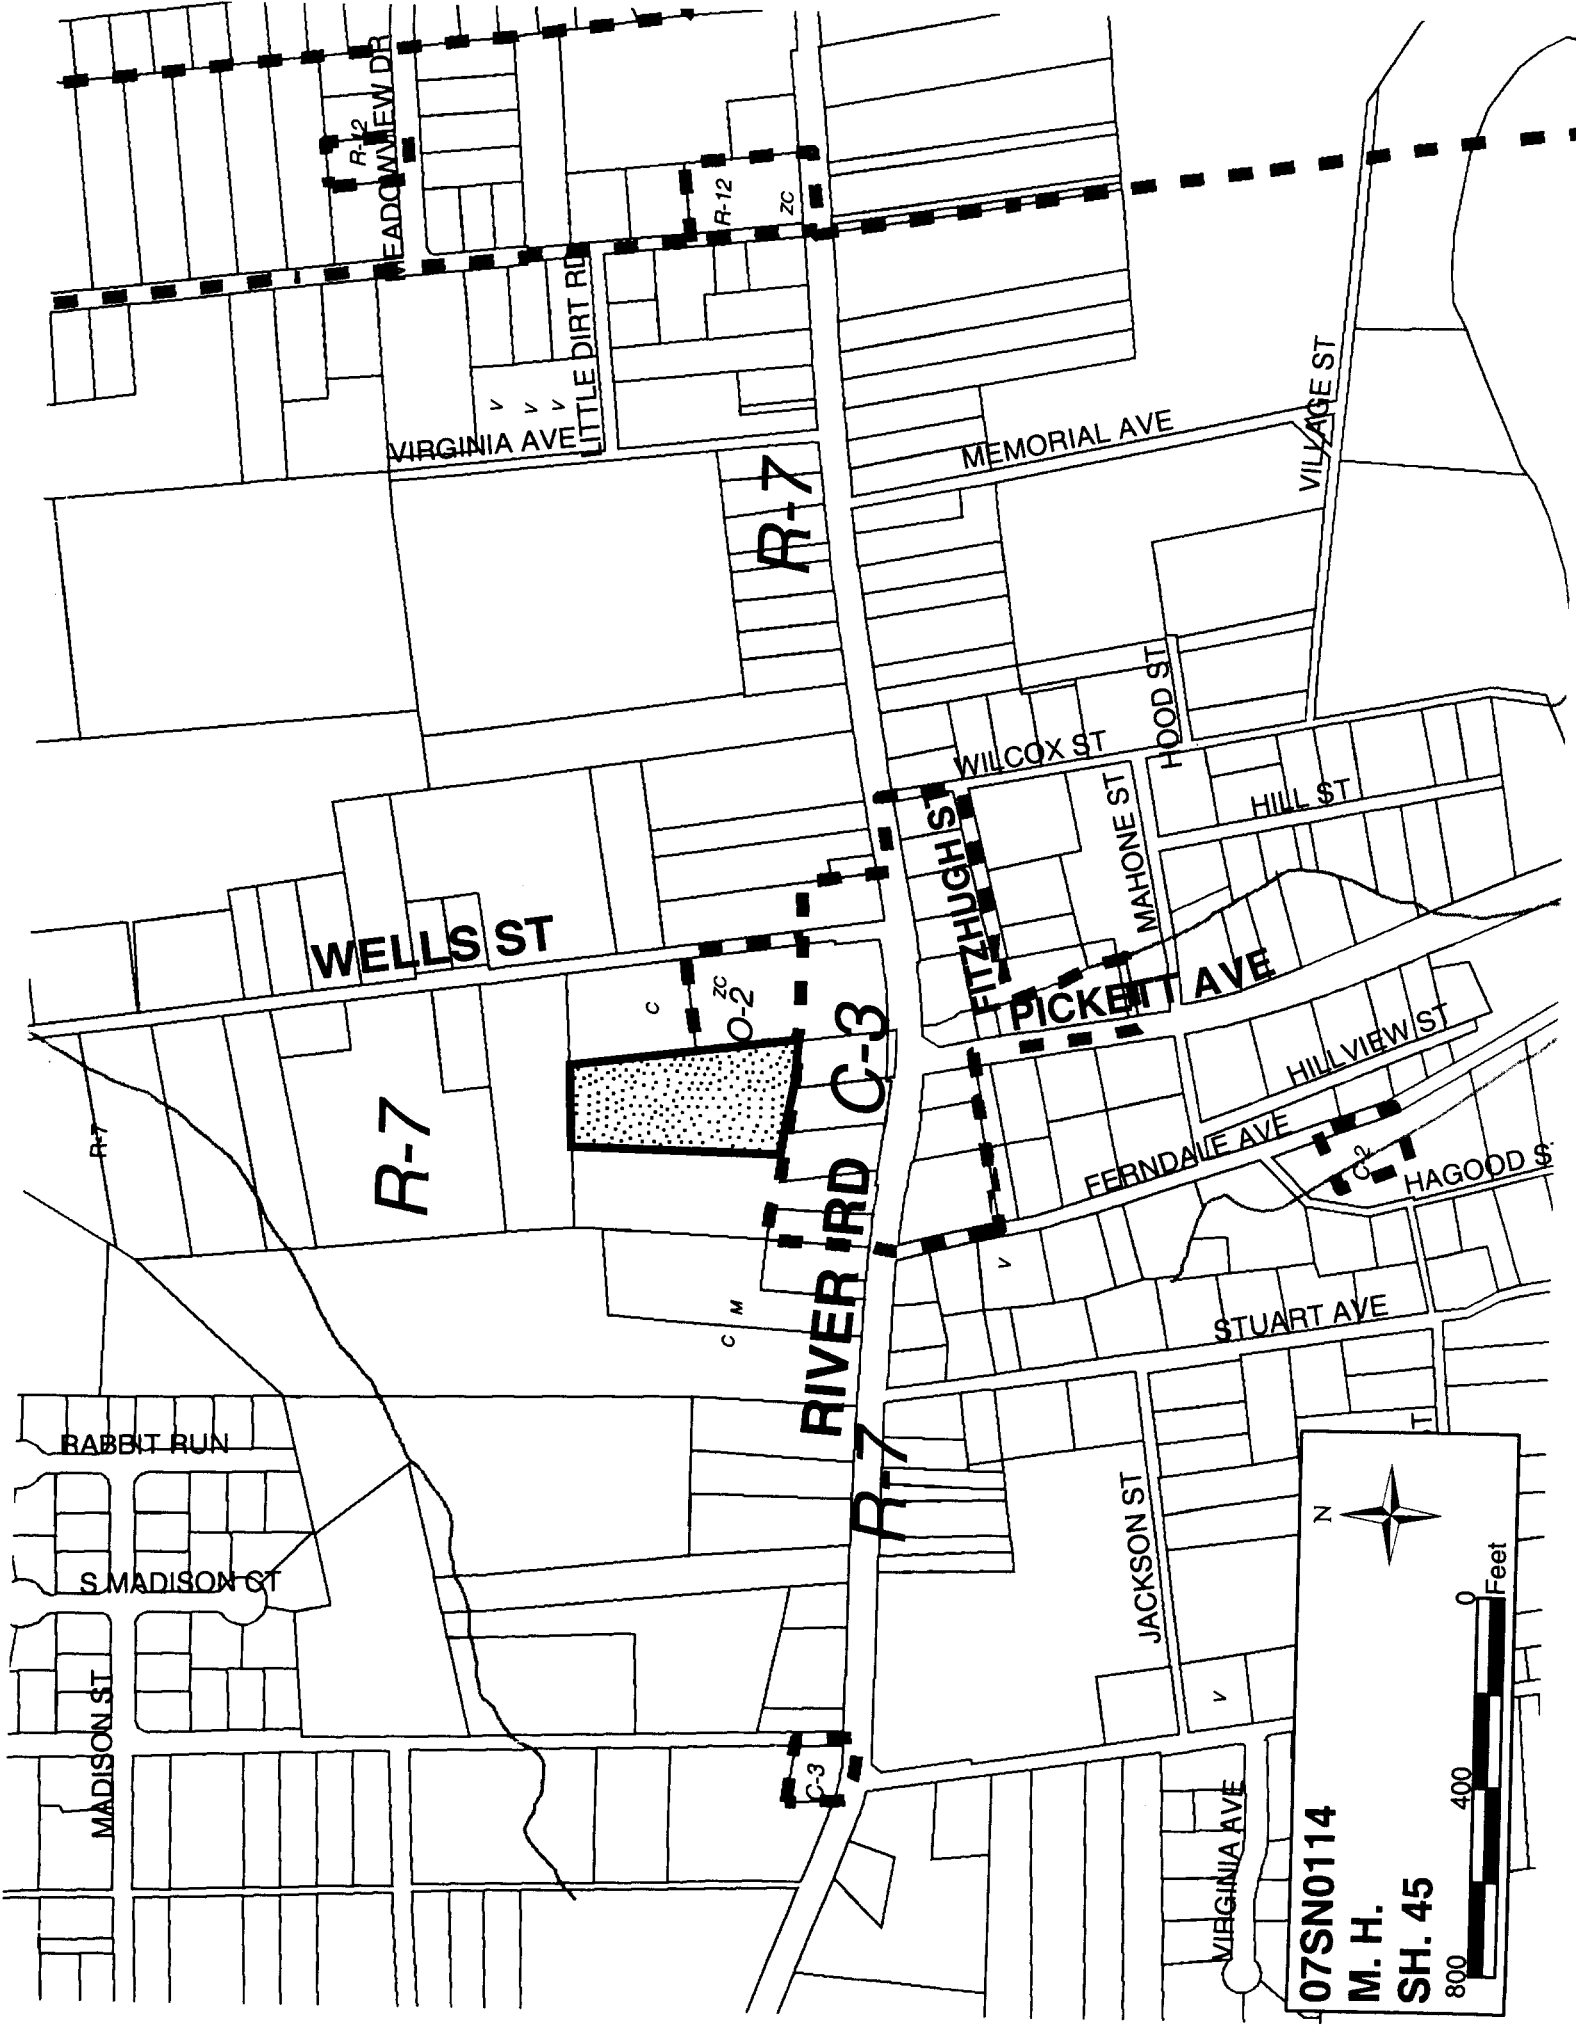 MEADOWVIEW DR
R-12
R-12
ZC
LITTLE DIRT RD
V
V
V
VIRGINIA AVE
R-7
MEMORIAL AVE
VILLAGE ST
HOOD ST
WILCOX ST
MAHONE ST
HILL ST
FITZHUGH ST
PICKETT AVE
WELLS ST
C
ZC
O-2
C-3
R-7
R-7
RIVER RD
HILLVIEW ST
FERNDALE AVE
C-2
HAGOOD S
V
STUART AVE
C
M
R-7
RABBIT RUN
S MADISON CT
MADISON ST
JACKSON ST
ST
V
C-3
VIRGINIA AVE
07SN0114
M. H.
SH. 45
N
800
400
0
Feet